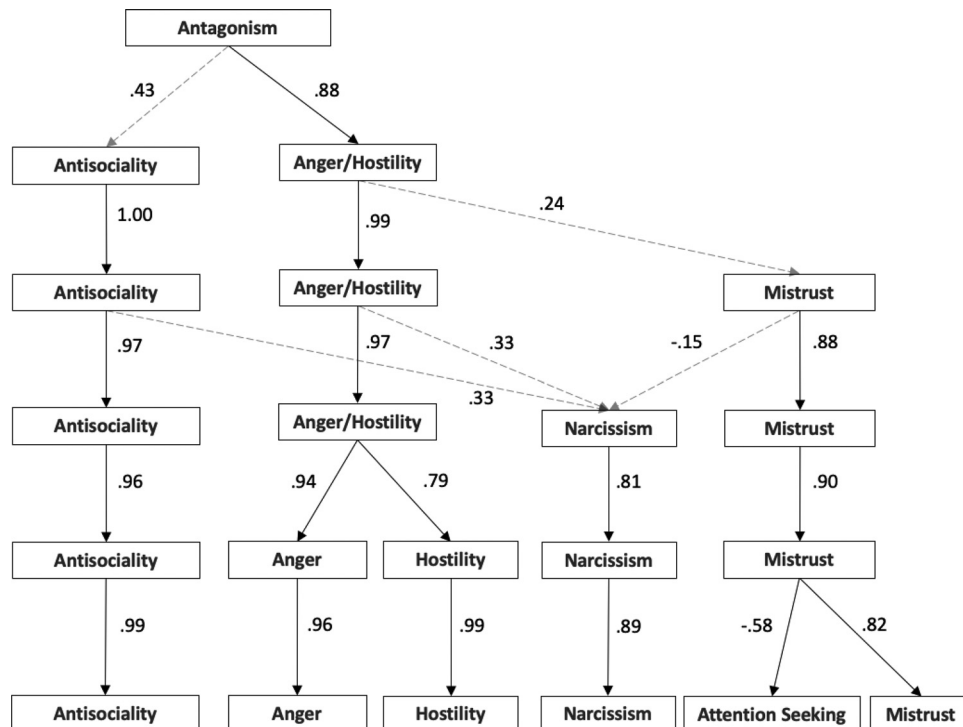 Antagonism
.43
.88
Antisociality
Anger/Hostility
1.00
.99
.24
Antisociality
Anger/Hostility
Mistrust
.97
.97
.33
-.15
.88
.33
Antisociality
Anger/Hostility
Narcissism
Mistrust
.96
.94
.79
.81
.90
Antisociality
Anger
Hostility
Narcissism
Mistrust
.99
.96
.99
.89
-.58
.82
Antisociality
Anger
Hostility
Narcissism
Attention Seeking
Mistrust